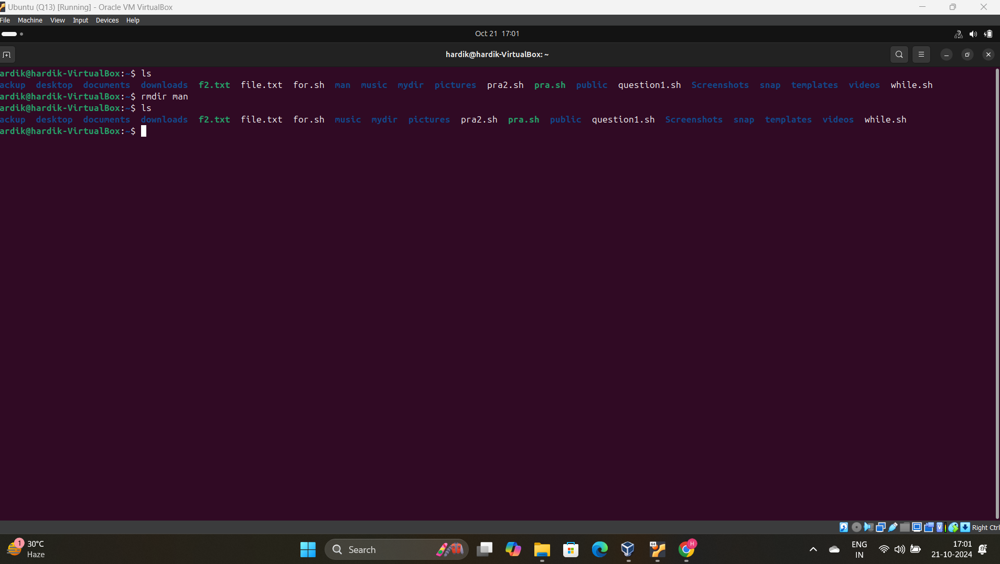 Ubuntu (Q13) [Running] - Oracle VM VirtualBox
File Machine View Input Devices Help
Oct 21 17:01
hardik@hardik-VirtualBox: ~
ardik@hardik-VirtualBox:~$ ls
ackup desktop documents downloads f2.txt file.txt for.sh man music mydir pictures pra2.sh pra.sh public question1.sh Screenshots snap templates videos while.sh
ardik@hardik-VirtualBox:~$ rmdir man
ardik@hardik-VirtualBox:~$ ls
ackup desktop documents downloads f2.txt file.txt for.sh music mydir pictures pra2.sh pra.sh public question1.sh Screenshots snap templates videos while.sh
ardik@hardik-VirtualBox:~$
Right Ctrl
1
30°C
Haze
Search
64
H
ENG
IN
17:01
21-10-2024